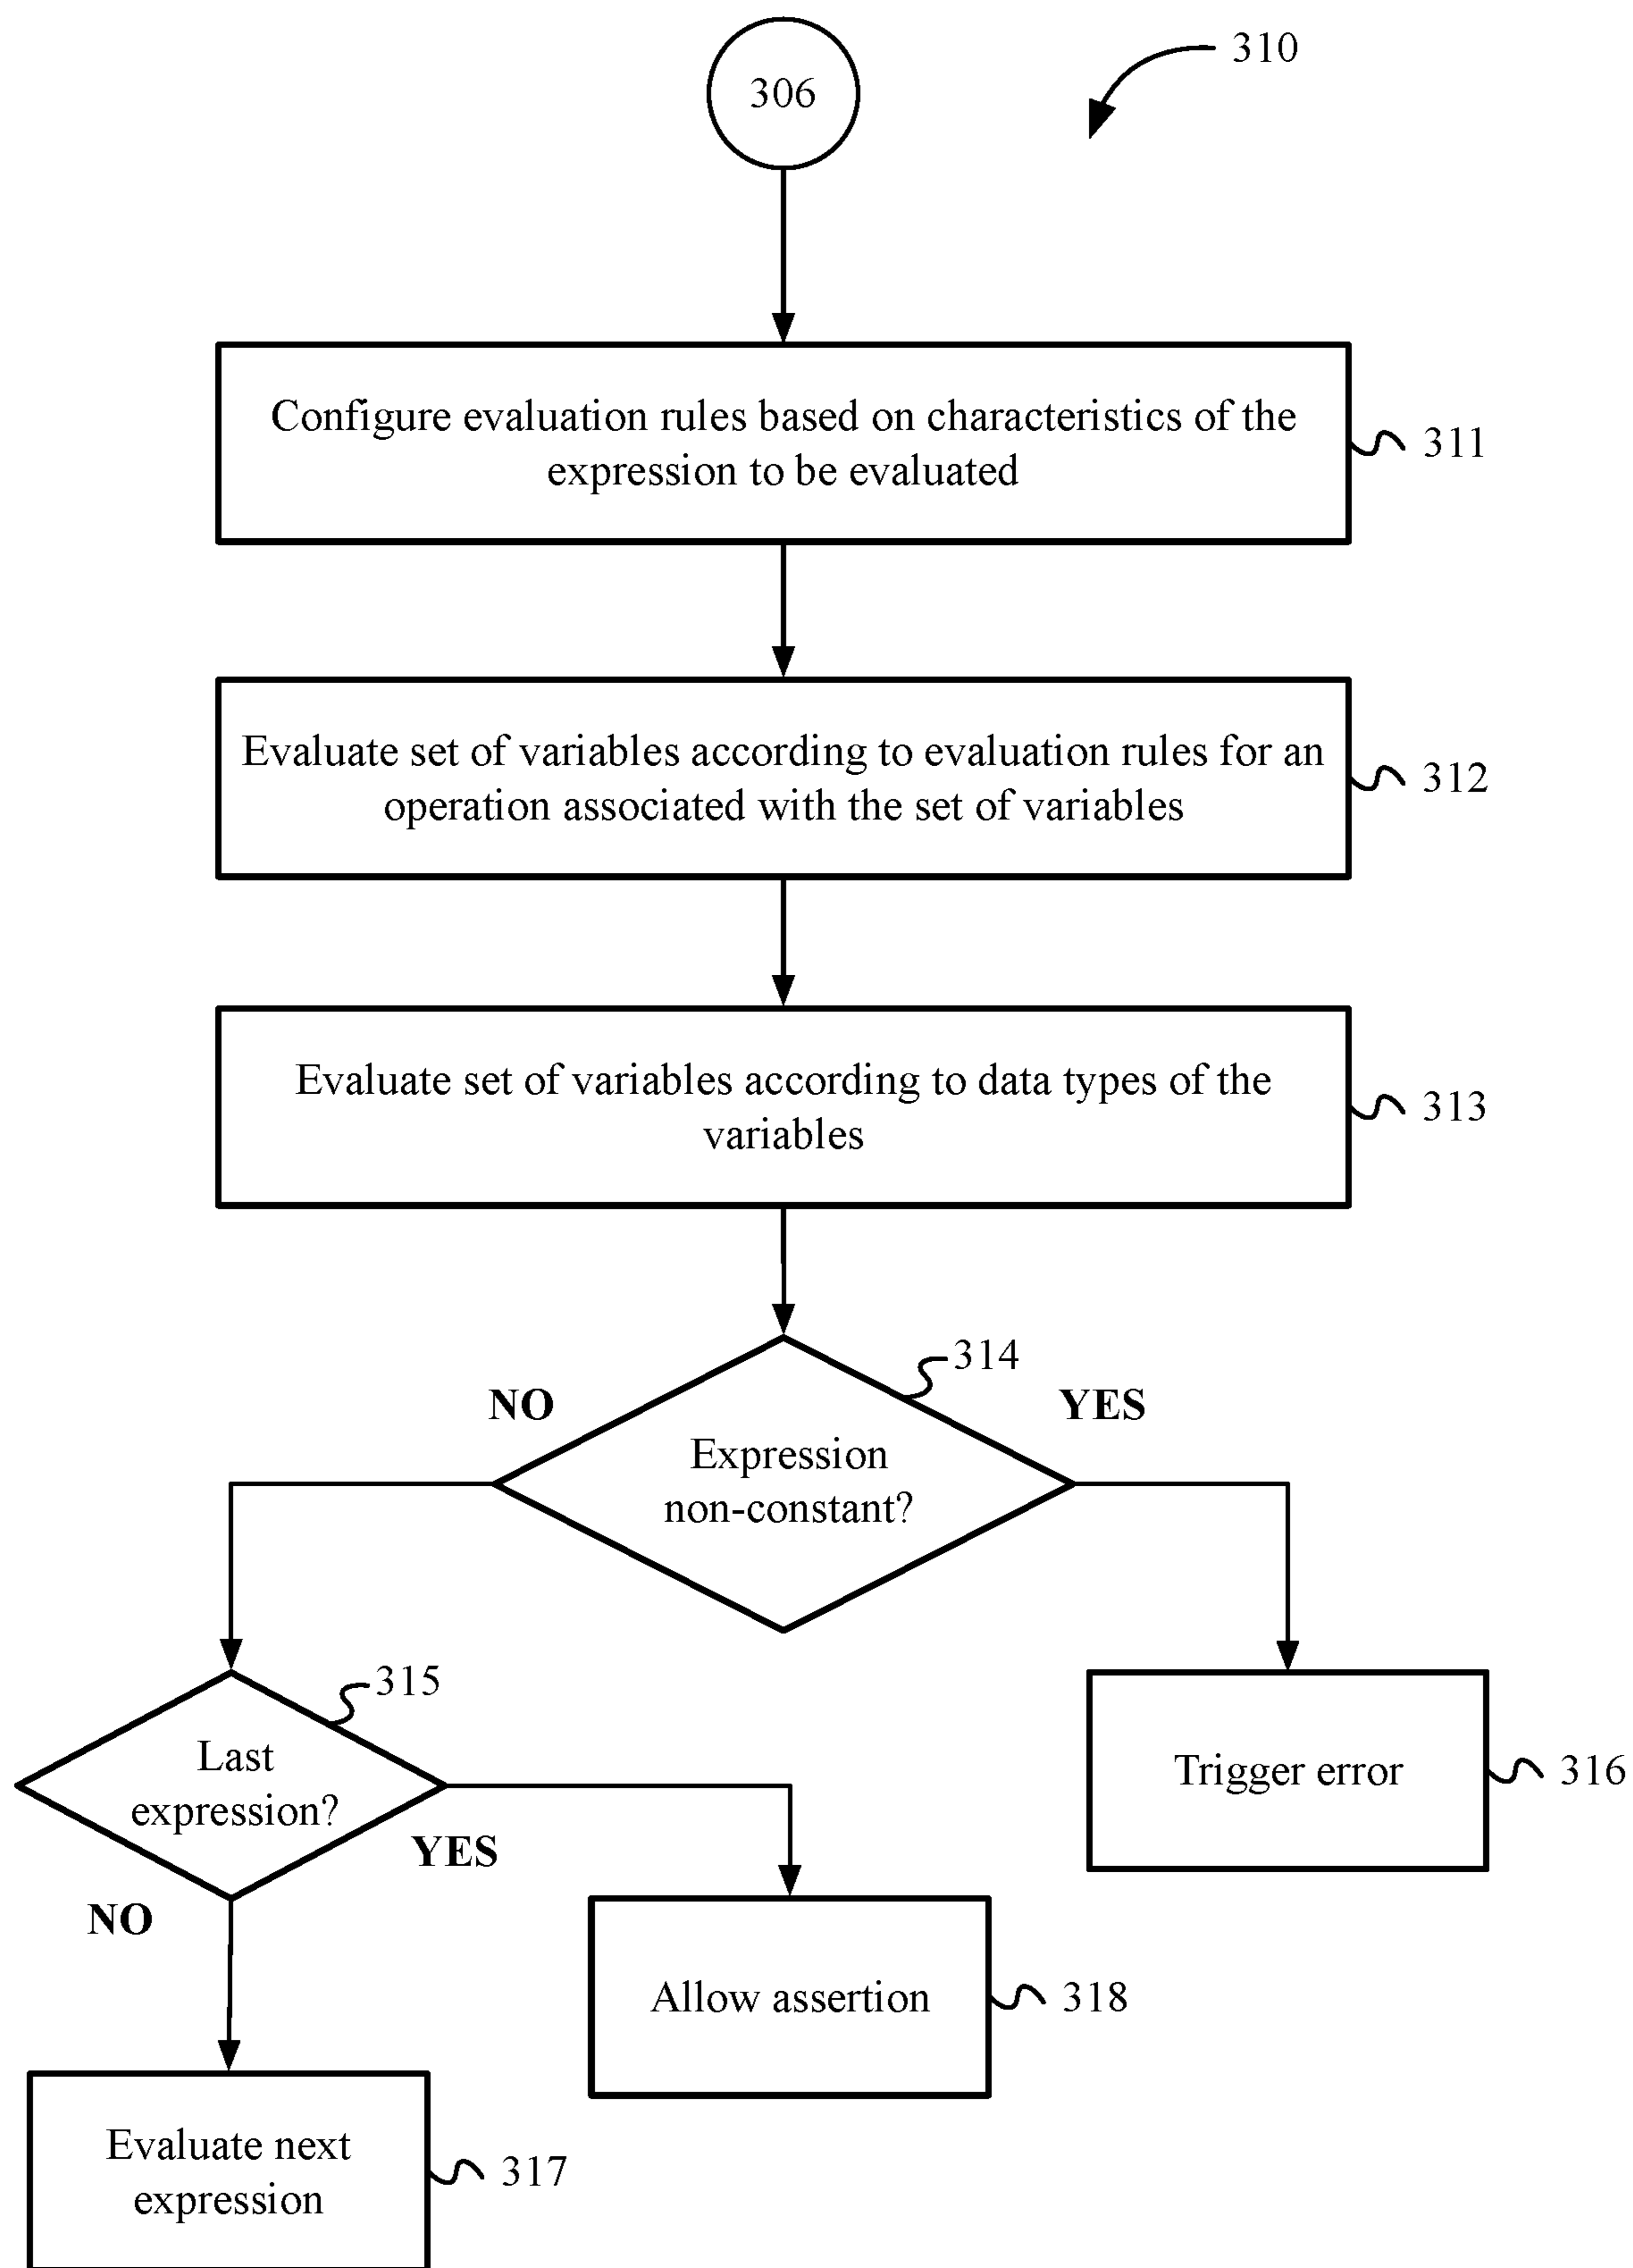 310
306
Configure evaluation rules based on characteristics of the
expression to be evaluated
311
Evaluate set of variables according to evaluation rules for an
operation associated with the set of variables
312
Evaluate set of variables according to data types of the
variables
313
314
NO
YES
Expression
non-constant?
315
Last
expression?
YES
NO
Trigger error
316
Allow assertion
318
Evaluate next
expression
317